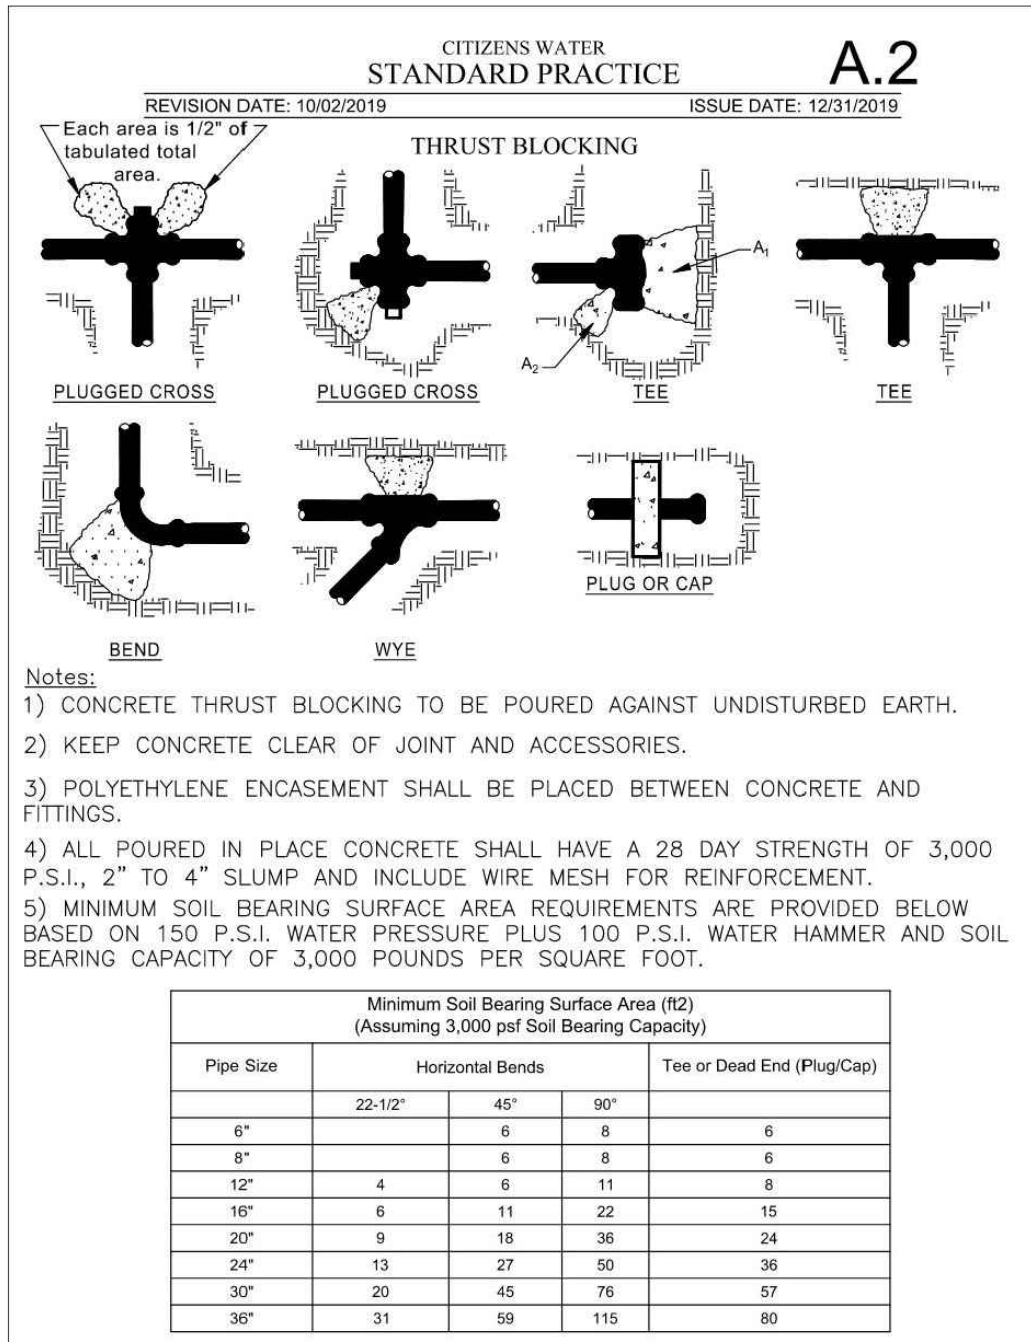 CITIZENS WATER
STANDARD PRACTICE
A.2
REVISION DATE: 10/02/2019 ISSUE DATE: 12/31/2019
THRUST BLOCKING
Each area is 1/2" of
tabulated total
area.
A1
A2
PLUGGED CROSS
PLUGGED CROSS
TEE
TEE
BEND
WYE
PLUG OR CAP
Notes:
1) CONCRETE THRUST BLOCKING TO BE POURED AGAINST UNDISTURBED EARTH.
2) KEEP CONCRETE CLEAR OF JOINT AND ACCESSORIES.
3) POLYETHYLENE ENCASEMENT SHALL BE PLACED BETWEEN CONCRETE AND
FITTINGS.
4) ALL POURED IN PLACE CONCRETE SHALL HAVE A 28 DAY STRENGTH OF 3,000
P.S.I., 2” TO 4” SLUMP AND INCLUDE WIRE MESH FOR REINFORCEMENT.
5) MINIMUM SOIL BEARING SURFACE AREA REQUIREMENTS ARE PROVIDED BELOW
BASED ON 150 P.S.I. WATER PRESSURE PLUS 100 P.S.I. WATER HAMMER AND SOIL
BEARING CAPACITY OF 3,000 POUNDS PER SQUARE FOOT.
Minimum Soil Bearing Surface Area (ft2)
(Assuming 3,000 psf Soil Bearing Capacity)
Pipe Size Horizontal Bends Tee or Dead End (Plug/Cap)
22-1/2° 45° 90°
6" 6 8 6
8" 6 8 6
12" 4 6 11 8
16" 6 11 22 15
20" 9 18 36 24
24" 13 27 50 36
30" 20 45 76 57
36" 31 59 115 80